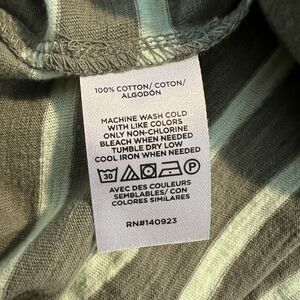 100% COTTON/ COTON/
ALGODÓN
MACHINE WASH COLD
WITH LIKE COLORS
ONLY NON-CHLORINE
BLEACH WHEN NEEDED
TUMBLE DRY LOW
COOL IRON WHEN NEEDED
30
AVEC DES COULEURS
SEMBLABLES/ CON
COLORES SIMILARES
RN#140923